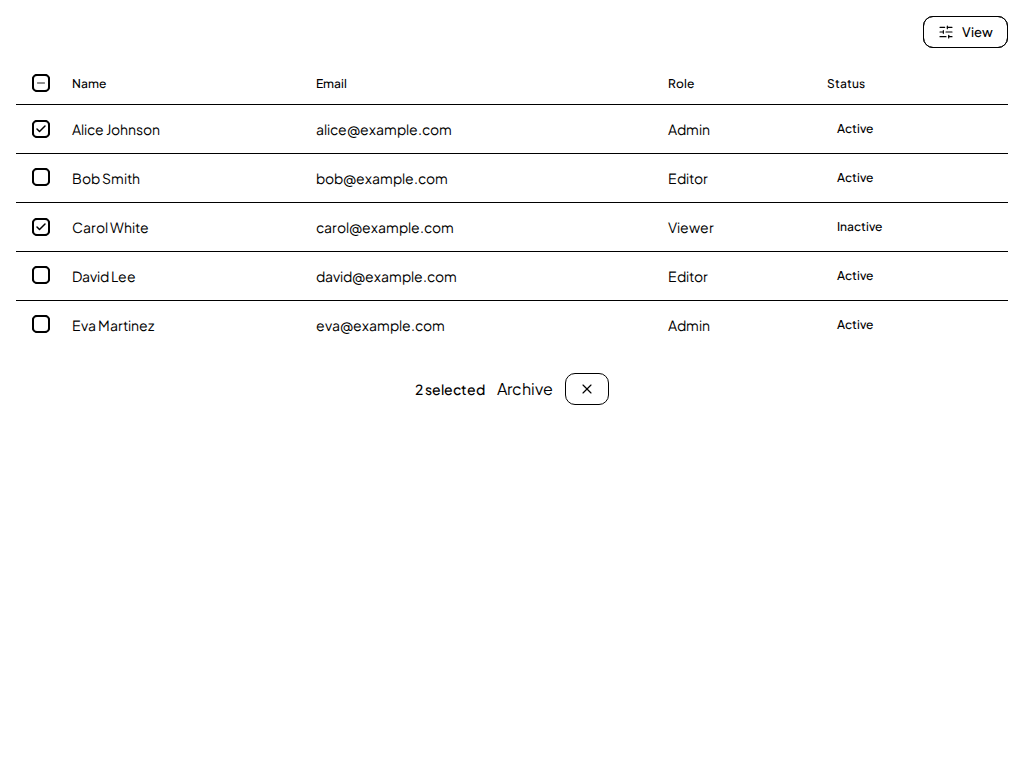 View
Name Email Role Status
Alice Johnson alice@example.com Admin Active
Bob Smith bob@example.com Editor Active
Carol White carol@example.com Viewer Inactive
David Lee david@example.com Editor Active
Eva Martinez eva@example.com Admin Active
2 selected Archive